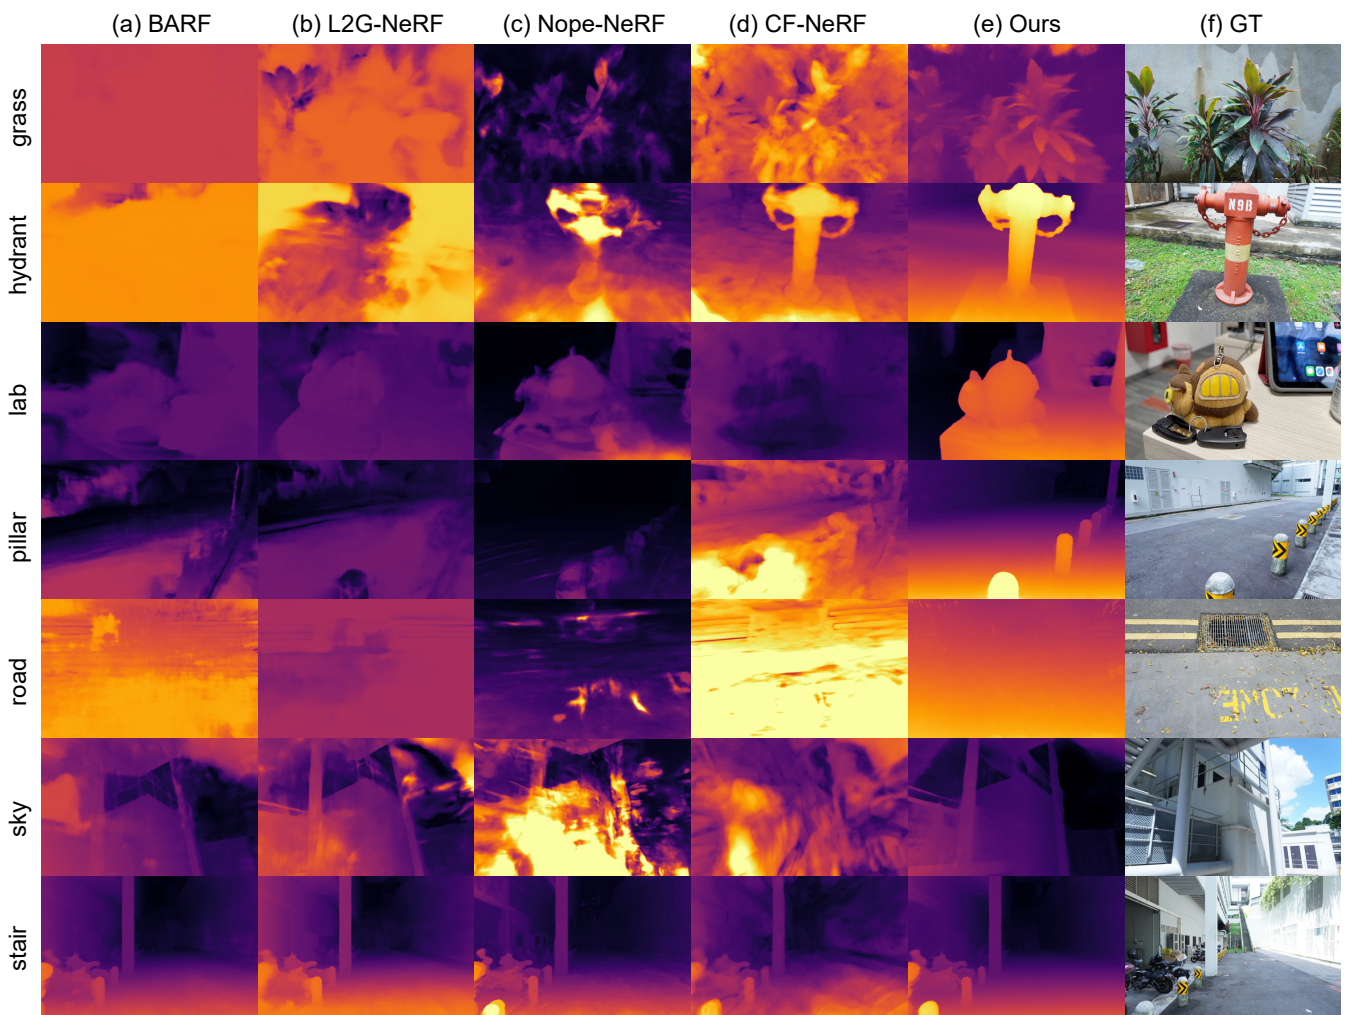 (a) BARF (b) L2G-NeRF (c) Nope-NeRF (d) CF-NeRF (e) Ours (f) GT
grass
hydrant
N9B
lab
pillar
road
sky
stair